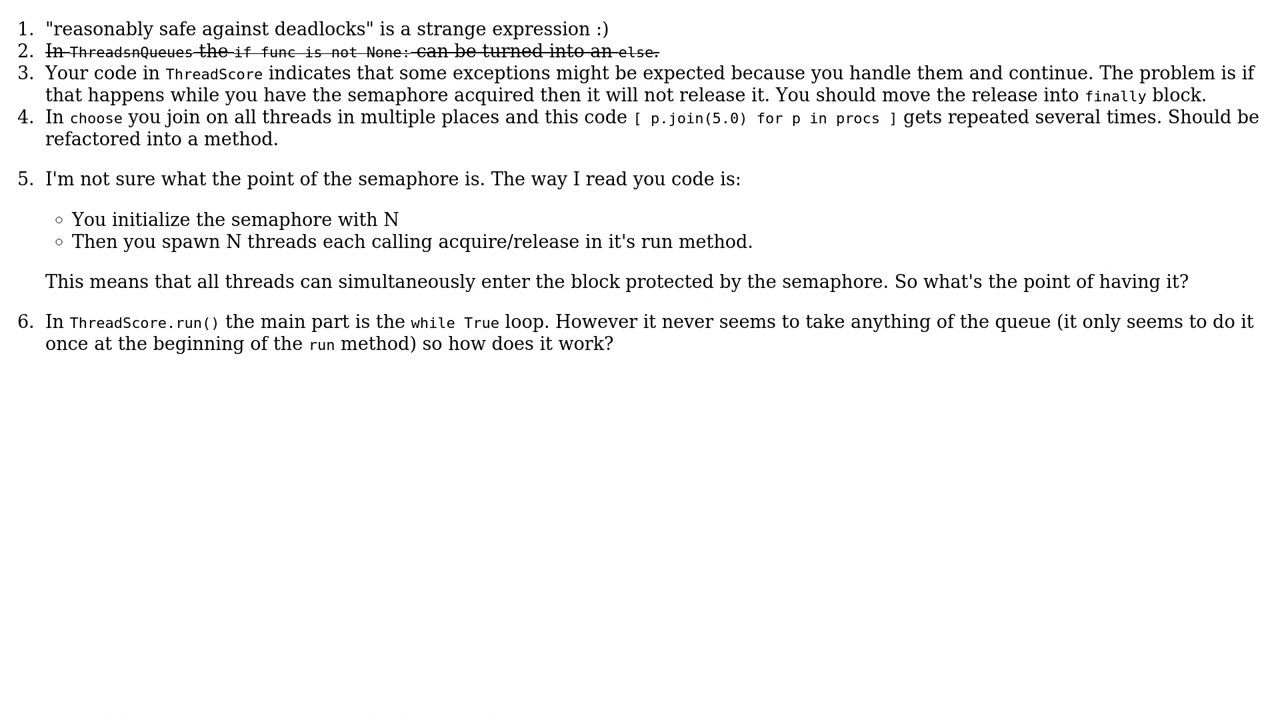 1. "reasonably safe against deadlocks" is a strange expression :)
2. In ThreadsnQueues the if func is not None: can be turned into an else.
3. Your code in ThreadScore indicates that some exceptions might be expected because you handle them and continue. The problem is if
that happens while you have the semaphore acquired then it will not release it. You should move the release into finally block.
4. In choose you join on all threads in multiple places and this code [ p.join(5.0) for p in procs ] gets repeated several times. Should be
refactored into a method.
5. I'm not sure what the point of the semaphore is. The way I read you code is:
◦ You initialize the semaphore with N
◦ Then you spawn N threads each calling acquire/release in it's run method.
This means that all threads can simultaneously enter the block protected by the semaphore. So what's the point of having it?
6. In ThreadScore.run() the main part is the while True loop. However it never seems to take anything of the queue (it only seems to do it
once at the beginning of the run method) so how does it work?